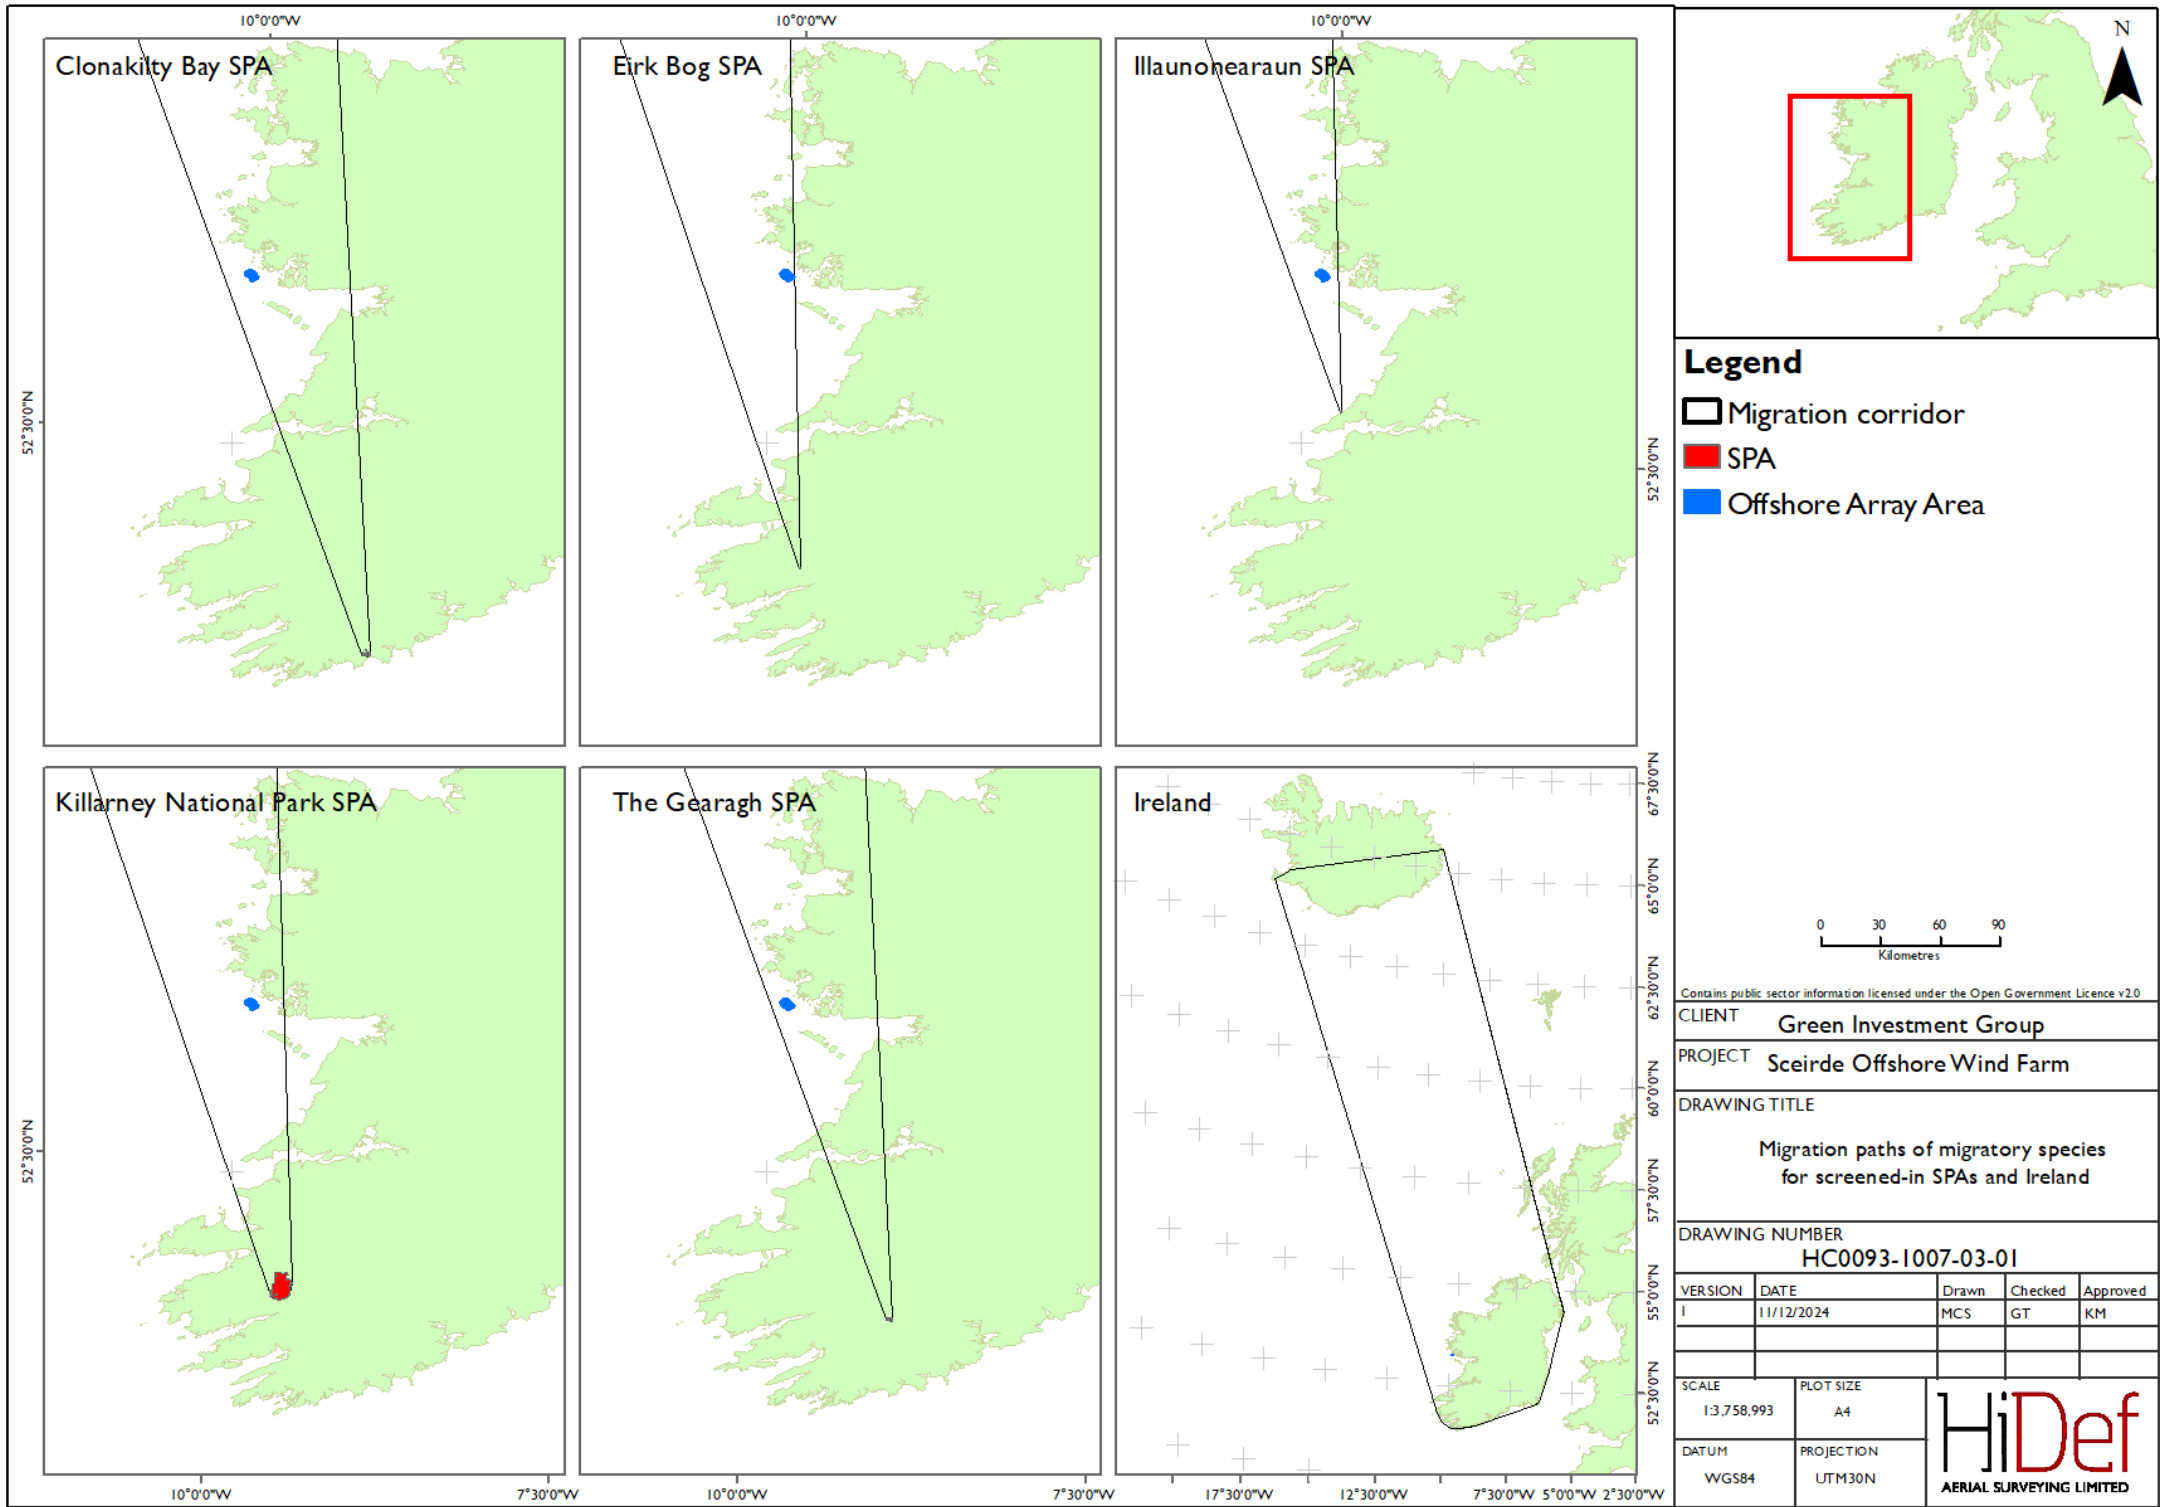 10°0'0"W
10°0'0"W
10°0'0"W
Clonakilty Bay SPA
Eirk Bog SPA
Illaunonearaun SPA
52°30'0"N
52°30'0"N
Killarney National Park SPA
The Gearagh SPA
Ireland
52°30'0"N
67°30'0"N
65°0'0"N
62°30'0"N
60°0'0"N
57°30'0"N
55°0'0"N
52°30'0"N
10°0'0"W
7°30'0"W
10°0'0"W
7°30'0"W
17°30'0"W
12°30'0"W
7°30'0"W
5°0'0"W
2°30'0"W
N
Legend
Migration corridor
SPA
Offshore Array Area
0 30 60 90
Kilometres
Contains public sector information licensed under the Open Government Licence v2.0
CLIENT
Green Investment Group
PROJECT
Sceirde Offshore Wind Farm
DRAWING TITLE
Migration paths of migratory species
for screened-in SPAs and Ireland
DRAWING NUMBER
HC0093-1007-03-01
VERSION DATE Drawn Checked Approved
1 11/12/2024 MCS GT KM
SCALE
1:3,758,993
PLOT SIZE
A4
DATUM
WGS84
PROJECTION
UTM30N
HiDef
AERIAL SURVEYING LIMITED